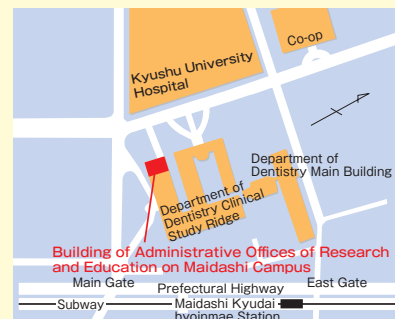 Co-op
Kyushu University
Hospital
Department of
Dentistry Main Building
Department of
Dentistry Clinical
Study Ridge
Building of Administrative Offices of Research
and Education on Maidashi Campus
Main Gate
East Gate
Prefectural Highway
Subway
Maidashi Kyudai
byoinmae Station